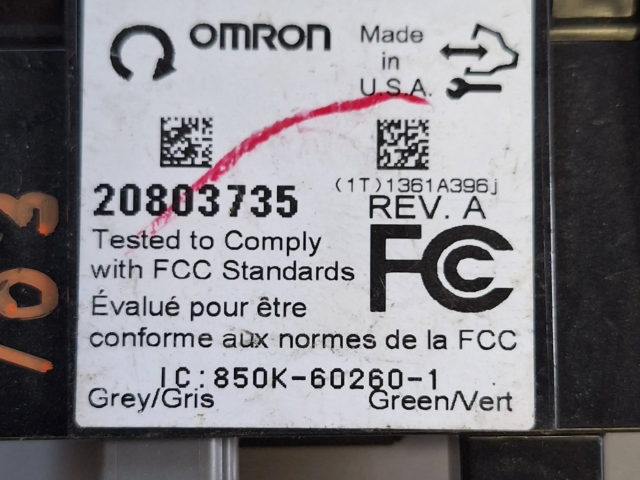 OMRON
Made
in
U.S.A.
20803735
(1T)1361A396j
REV. A
Tested to Comply
with FCC Standards
FC
Évalué pour être
conforme aux normes de la FCC
IC:850K-60260-1
Grey/Gris Green/Vert